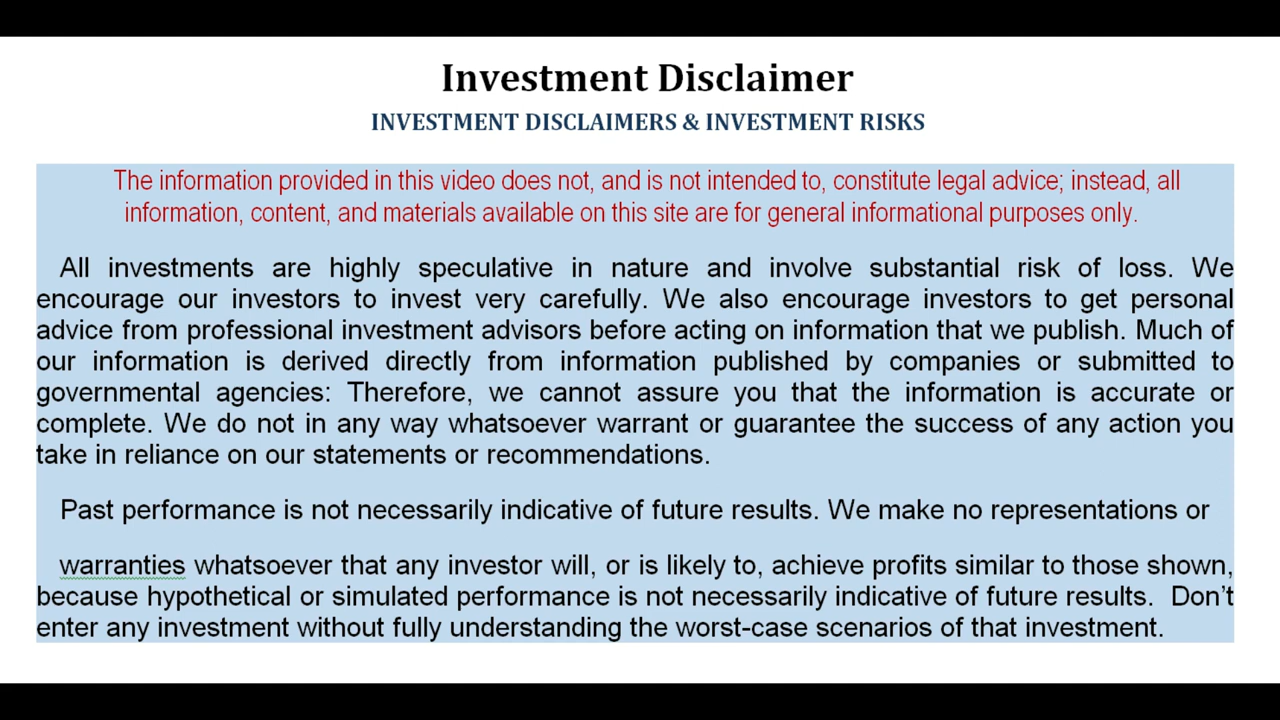 Investment Disclaimer
INVESTMENT DISCLAIMERS & INVESTMENT RISKS
The information provided in this video does not, and is not intended to, constitute legal advice; instead, all
information, content, and materials available on this site are for general informational purposes only.
All investments are highly speculative in nature and involve substantial risk of loss. We
encourage our investors to invest very carefully. We also encourage investors to get personal
advice from professional investment advisors before acting on information that we publish. Much of
our information is derived directly from information published by companies or submitted to
governmental agencies: Therefore, we cannot assure you that the information is accurate or
complete. We do not in any way whatsoever warrant or guarantee the success of any action you
take in reliance on our statements or recommendations.
Past performance is not necessarily indicative of future results. We make no representations or
warranties whatsoever that any investor will, or is likely to, achieve profits similar to those shown,
because hypothetical or simulated performance is not necessarily indicative of future results.  Don’t
enter any investment without fully understanding the worst-case scenarios of that investment.